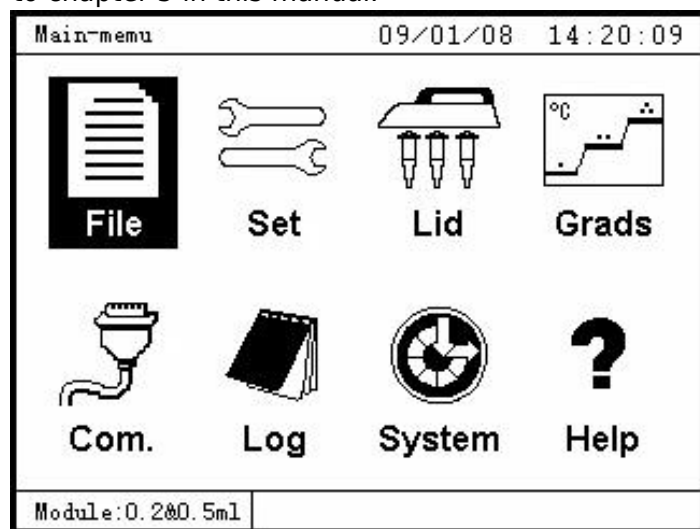 to chapter 5 in this manual.
Main-menu 09/01/08 14:20:09
°C
File Set Lid Grads
Com. Log System Help
Module:0.2&0.5ml